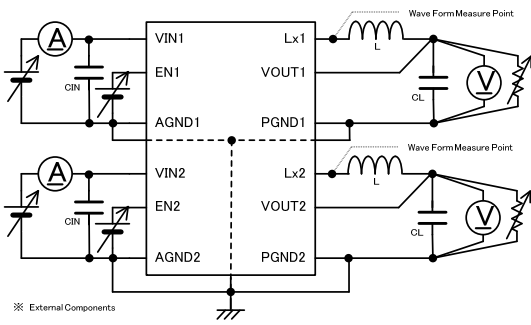 Wave Form Measure Point
A
VIN1
Lx1
L
EN1
VOUT1
CIN
CL
V
AGND1
PGND1
Wave Form Measure Point
A
VIN2
Lx2
L
EN2
VOUT2
CIN
CL
V
AGND2
PGND2
※ External Components